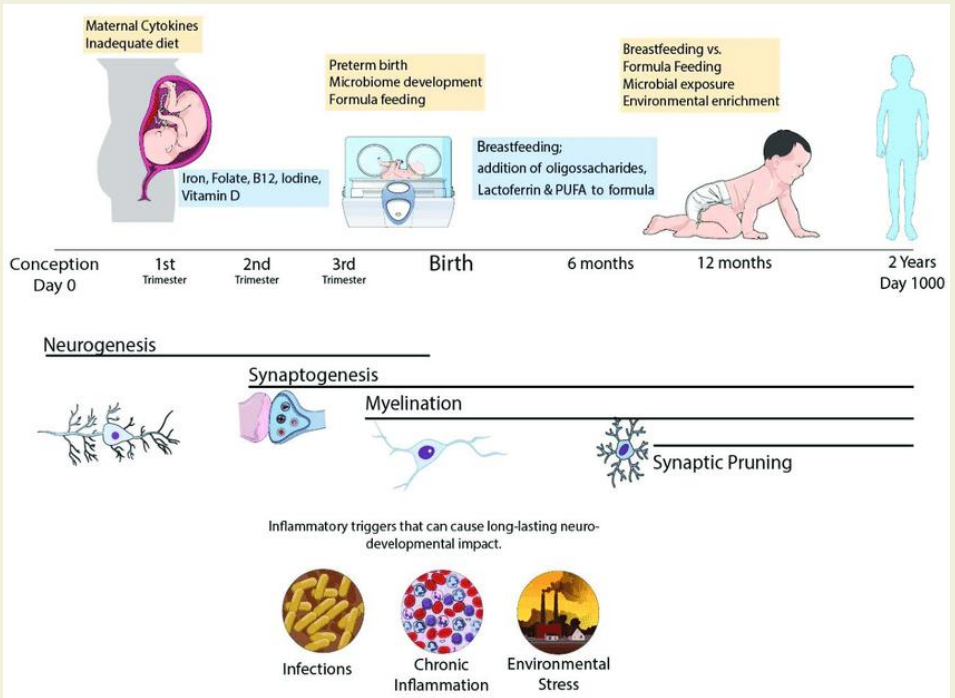 Maternal Cytokines
Inadequate diet
Preterm birth
Microbiome development
Formula feeding
Breastfeeding vs.
Formula Feeding
Microbial exposure
Environmental enrichment
Iron, Folate, B12, Iodine,
Vitamin D
Breastfeeding;
addition of oligossacharides,
Lactoferrin & PUFA to formula
Conception
Day 0
1st
Trimester
2nd
Trimester
3rd
Trimester
Birth
6 months
12 months
2 Years
Day 1000
Neurogenesis
Synaptogenesis
Myelination
Synaptic Pruning
Inflammatory triggers that can cause long-lasting neuro-
developmental impact.
Infections
Chronic
Inflammation
Environmental
Stress